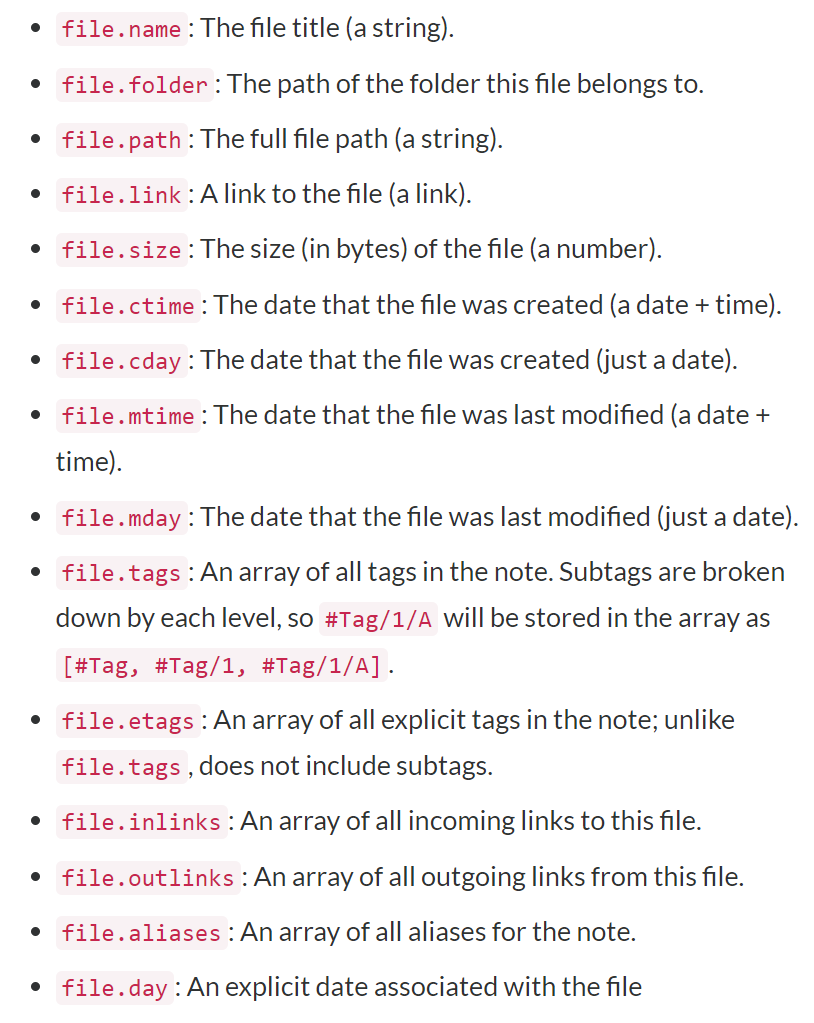 file.name: The file title (a string).
file.folder: The path of the folder this file belongs to.
file.path: The full file path (a string).
file.link: A link to the file (a link).
file.size: The size (in bytes) of the file (a number).
file.ctime: The date that the file was created (a date + time).
file.cday: The date that the file was created (just a date).
file.mtime: The date that the file was last modified (a date +
time).
file.mday: The date that the file was last modified (just a date).
file.tags: An array of all tags in the note. Subtags are broken
down by each level, so #Tag/1/A will be stored in the array as
[#Tag, #Tag/1, #Tag/1/A].
file.etags: An array of all explicit tags in the note; unlike
file.tags, does not include subtags.
file.inlinks: An array of all incoming links to this file.
file.outlinks: An array of all outgoing links from this file.
file.aliases: An array of all aliases for the note.
file.day: An explicit date associated with the file